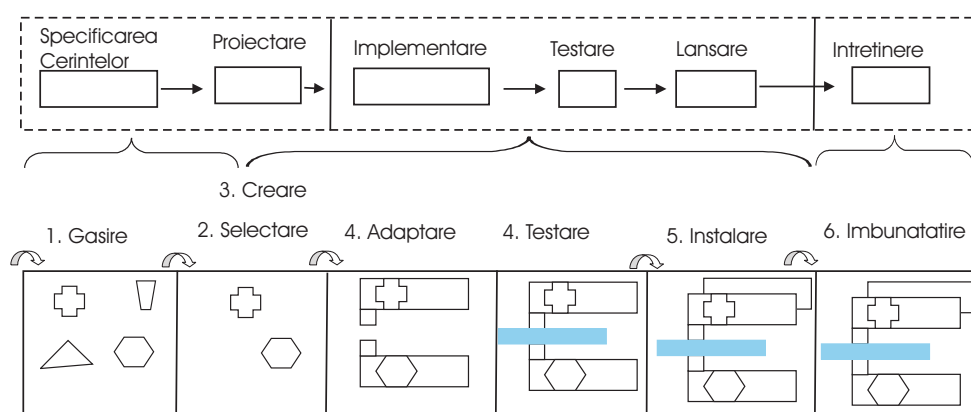 Specificarea
Cerintelor
Proiectare
Implementare
Testare
Lansare
Intretinere
3. Creare
1. Gasire
2. Selectare
4. Adaptare
4. Testare
5. Instalare
6. Imbunatatire